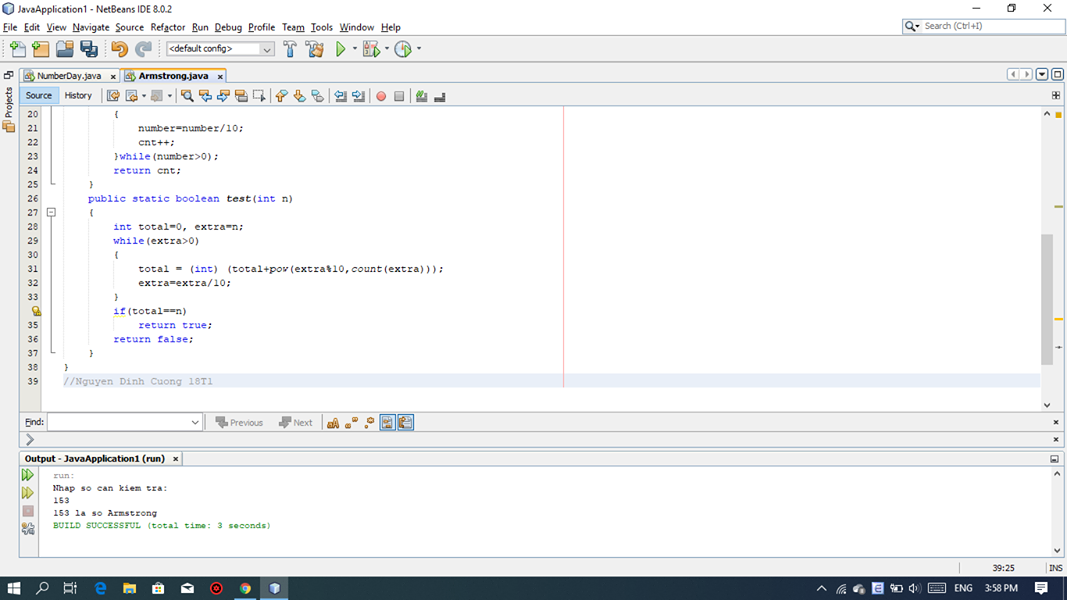 JavaApplication1 - NetBeans IDE 8.0.2
File Edit View Navigate Source Refactor Run Debug Profile Team Tools Window Help
Search (Ctrl+I)
<default config>
NumberDay.java Armstrong.java
Projects
Source History
20 {
21 number=number/10;
22 cnt++;
23 }while(number>0);
24 return cnt;
25 }
26 public static boolean test(int n)
27 {
28 int total=0, extra=n;
29 while(extra>0)
30 {
31 total = (int) (total+pow(extra%10,count(extra)));
32 extra=extra/10;
33 }
if(total==n)
35 return true;
36 return false;
37 }
38 }
39 //Nguyen Dinh Cuong 18T1
Find: Previous Next
Output - JavaApplication1 (run)
run:
Nhap so can kiem tra:
153
153 la so Armstrong
BUILD SUCCESSFUL (total time: 3 seconds)
39:25 INS
ENG 3:58 PM